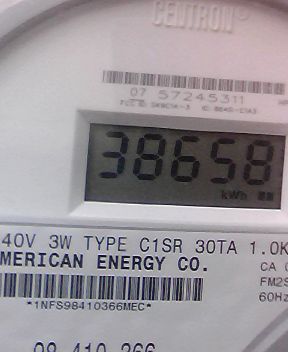 CENTRON®
07 57245311
38658
kWh
40V 3W TYPE C1SR 30TA 1.0K
MERICAN ENERGY CO.
CA
FM2S
60Hz
*1NFS98410366MEC*